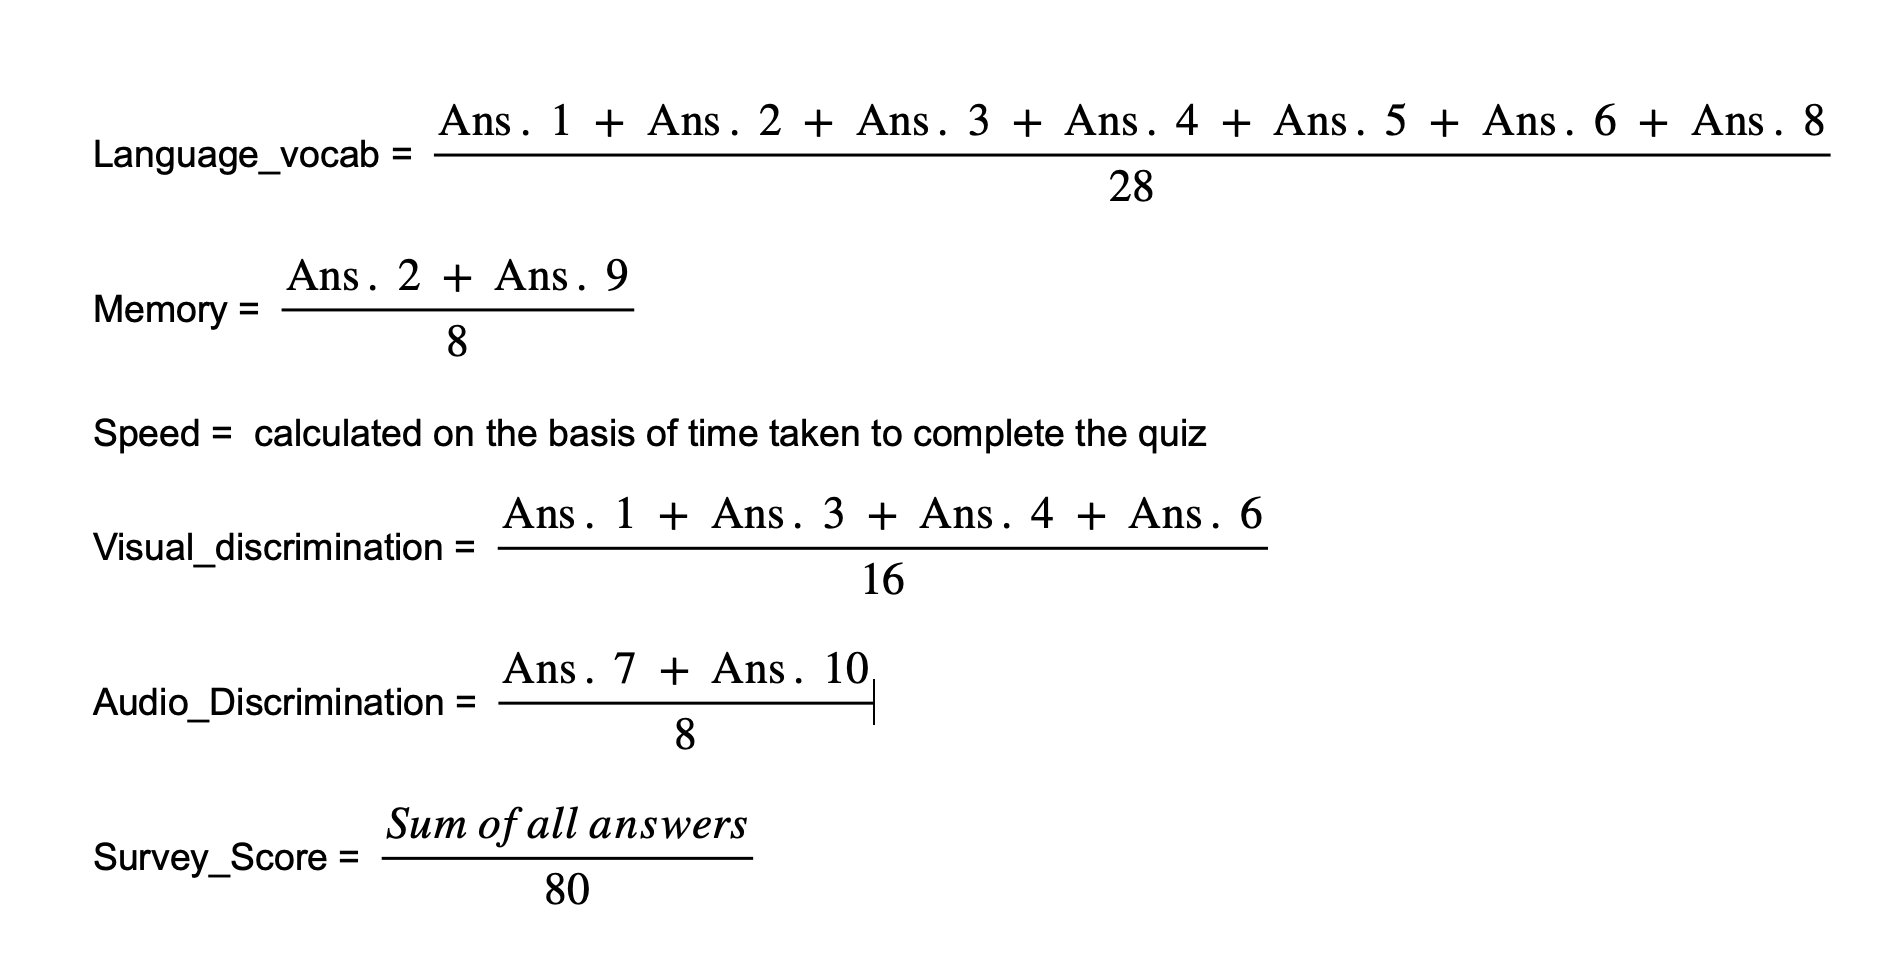 Language_vocab = \frac{Ans. 1 + Ans. 2 + Ans. 3 + Ans. 4 + Ans. 5 + Ans. 6 + Ans. 8}{28}
Memory = \frac{Ans. 2 + Ans. 9}{8}
Speed = calculated on the basis of time taken to complete the quiz
Visual_discrimination = \frac{Ans. 1 + Ans. 3 + Ans. 4 + Ans. 6}{16}
Audio_Discrimination = \frac{Ans. 7 + Ans. 10}{8}
Survey_Score = \frac{Sum of all answers}{80}